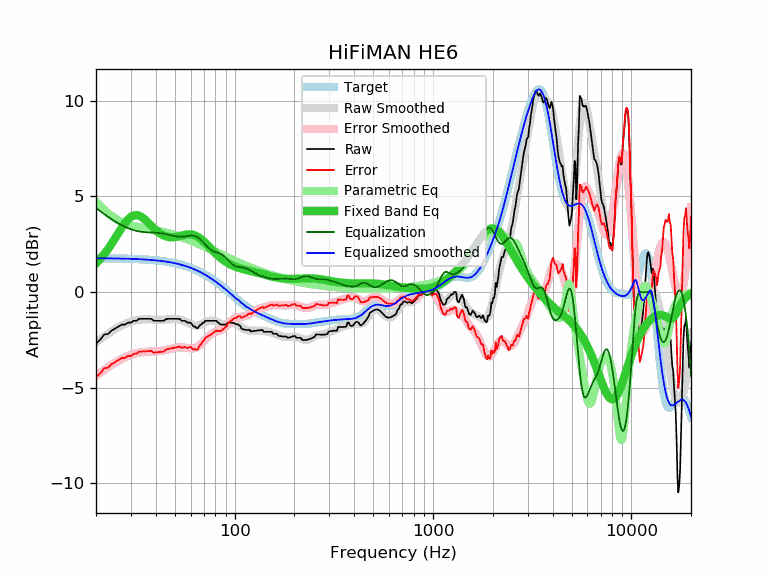 HiFiMAN HE6
Amplitude (dBr)
10
5
0
−5
−10
Target
Raw Smoothed
Error Smoothed
Raw
Error
Parametric Eq
Fixed Band Eq
Equalization
Equalized smoothed
100
1000
10000
Frequency (Hz)